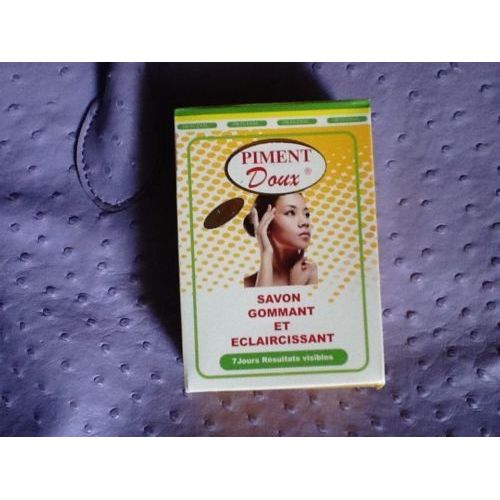 PIMENT
Doux ®
SAVON
GOMMANT
ET
ECLAIRCISSANT
7Jours Résultats visibles